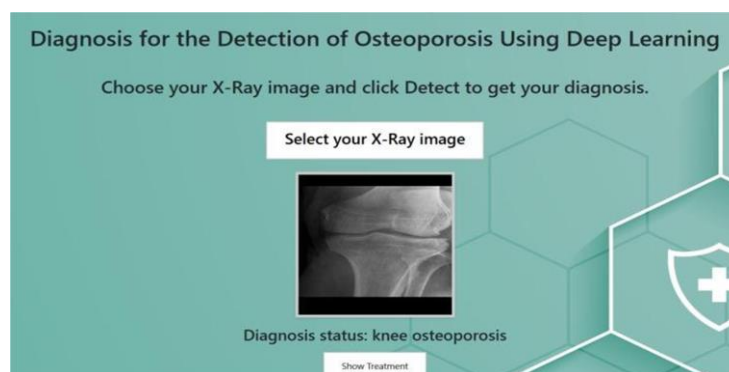 Diagnosis for the Detection of Osteoporosis Using Deep Learning
Choose your X-Ray image and click Detect to get your diagnosis.
Select your X-Ray image
Diagnosis status: knee osteoporosis
Show Treatment